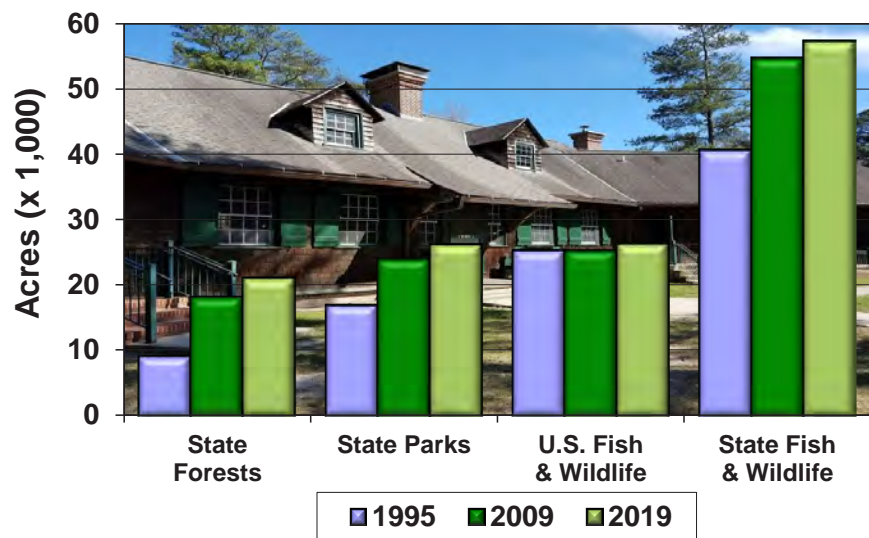 60
50
40
30
20
10
0
Acres (x 1,000)
State
Forests
State Parks
U.S. Fish
& Wildlife
State Fish
& Wildlife
1995
2009
2019